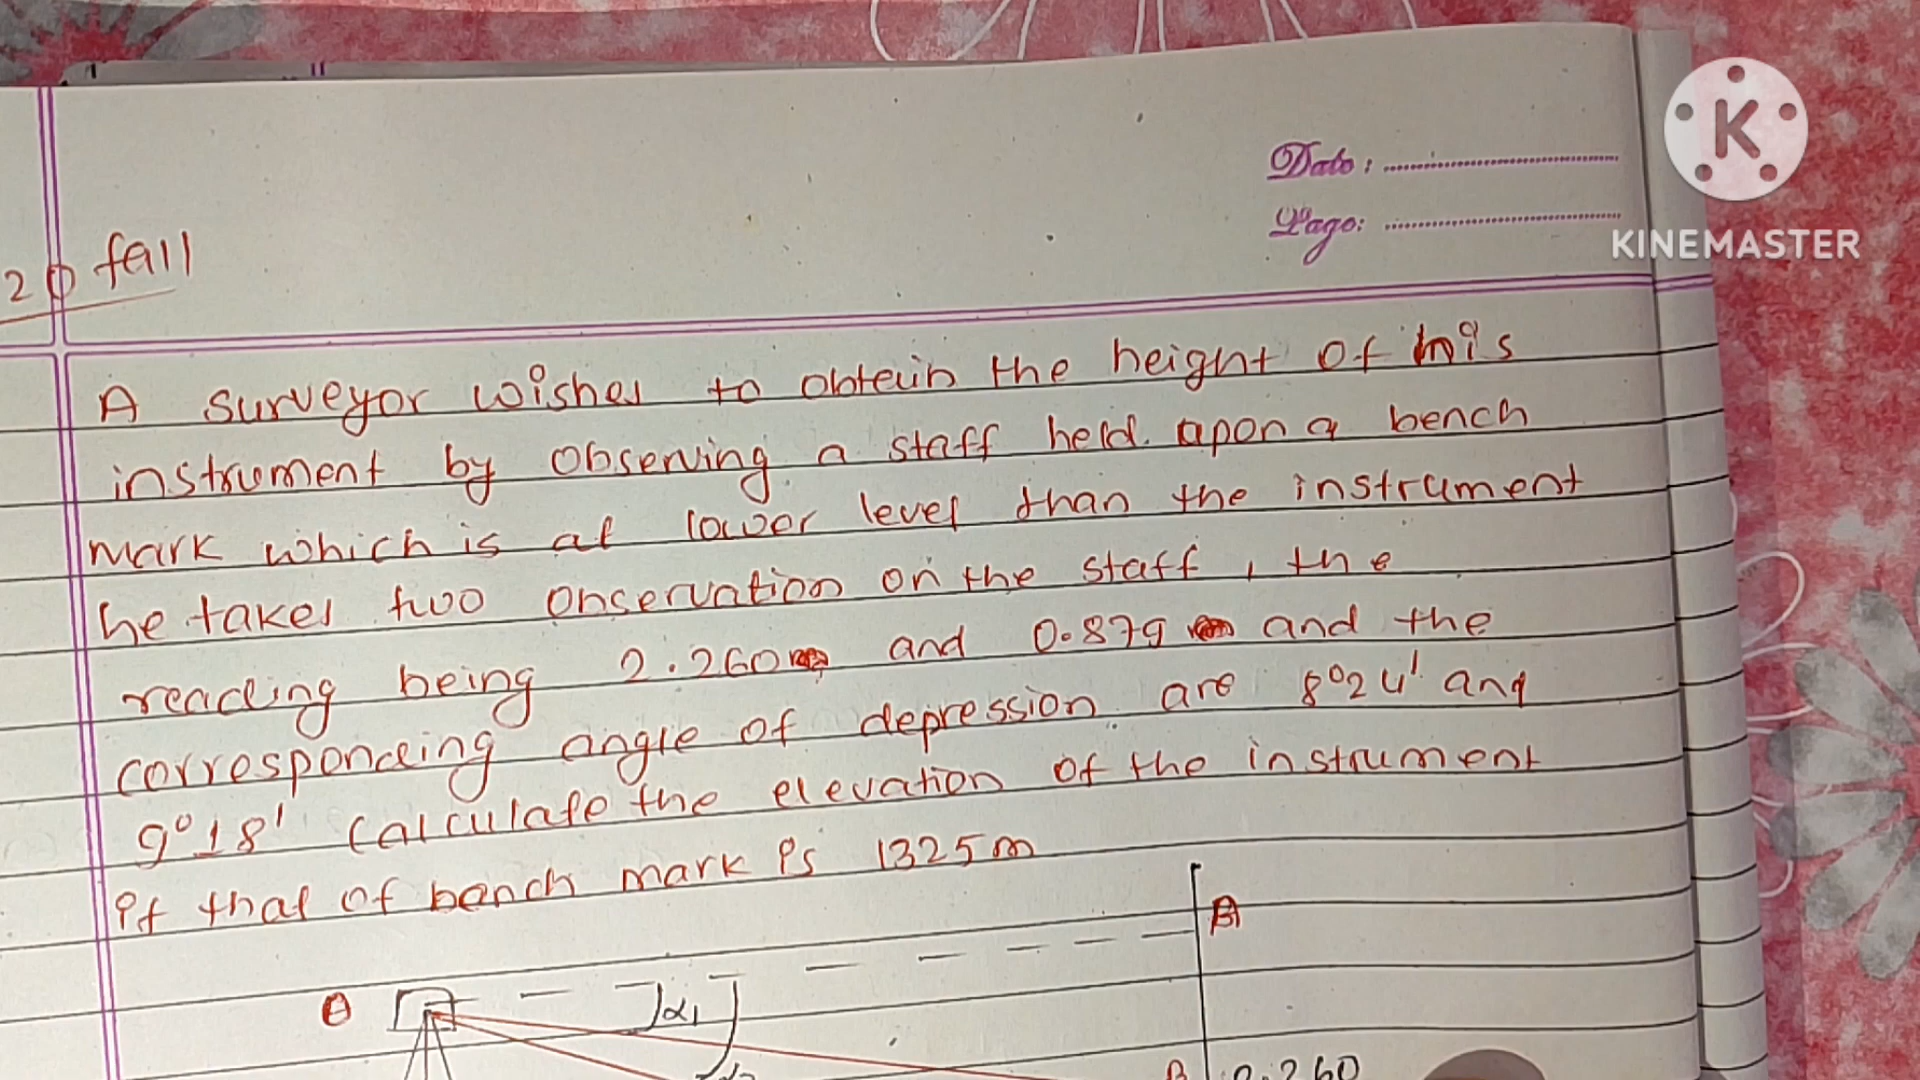 Date:
Page:
KINEMASTER
20 fall
A surveyor wishes to obtain the height of his
instrument by observing a staff held upon a bench
mark which is at lower level than the instrument
he takes two observation on the staff, the
reading being 2.260 and 0.879 and the
corresponding angle of depression are 8°24' and
9°18' calculate the elevation of the instrument
if that of bench mark is 1325m
A
B
α1
B 2.260